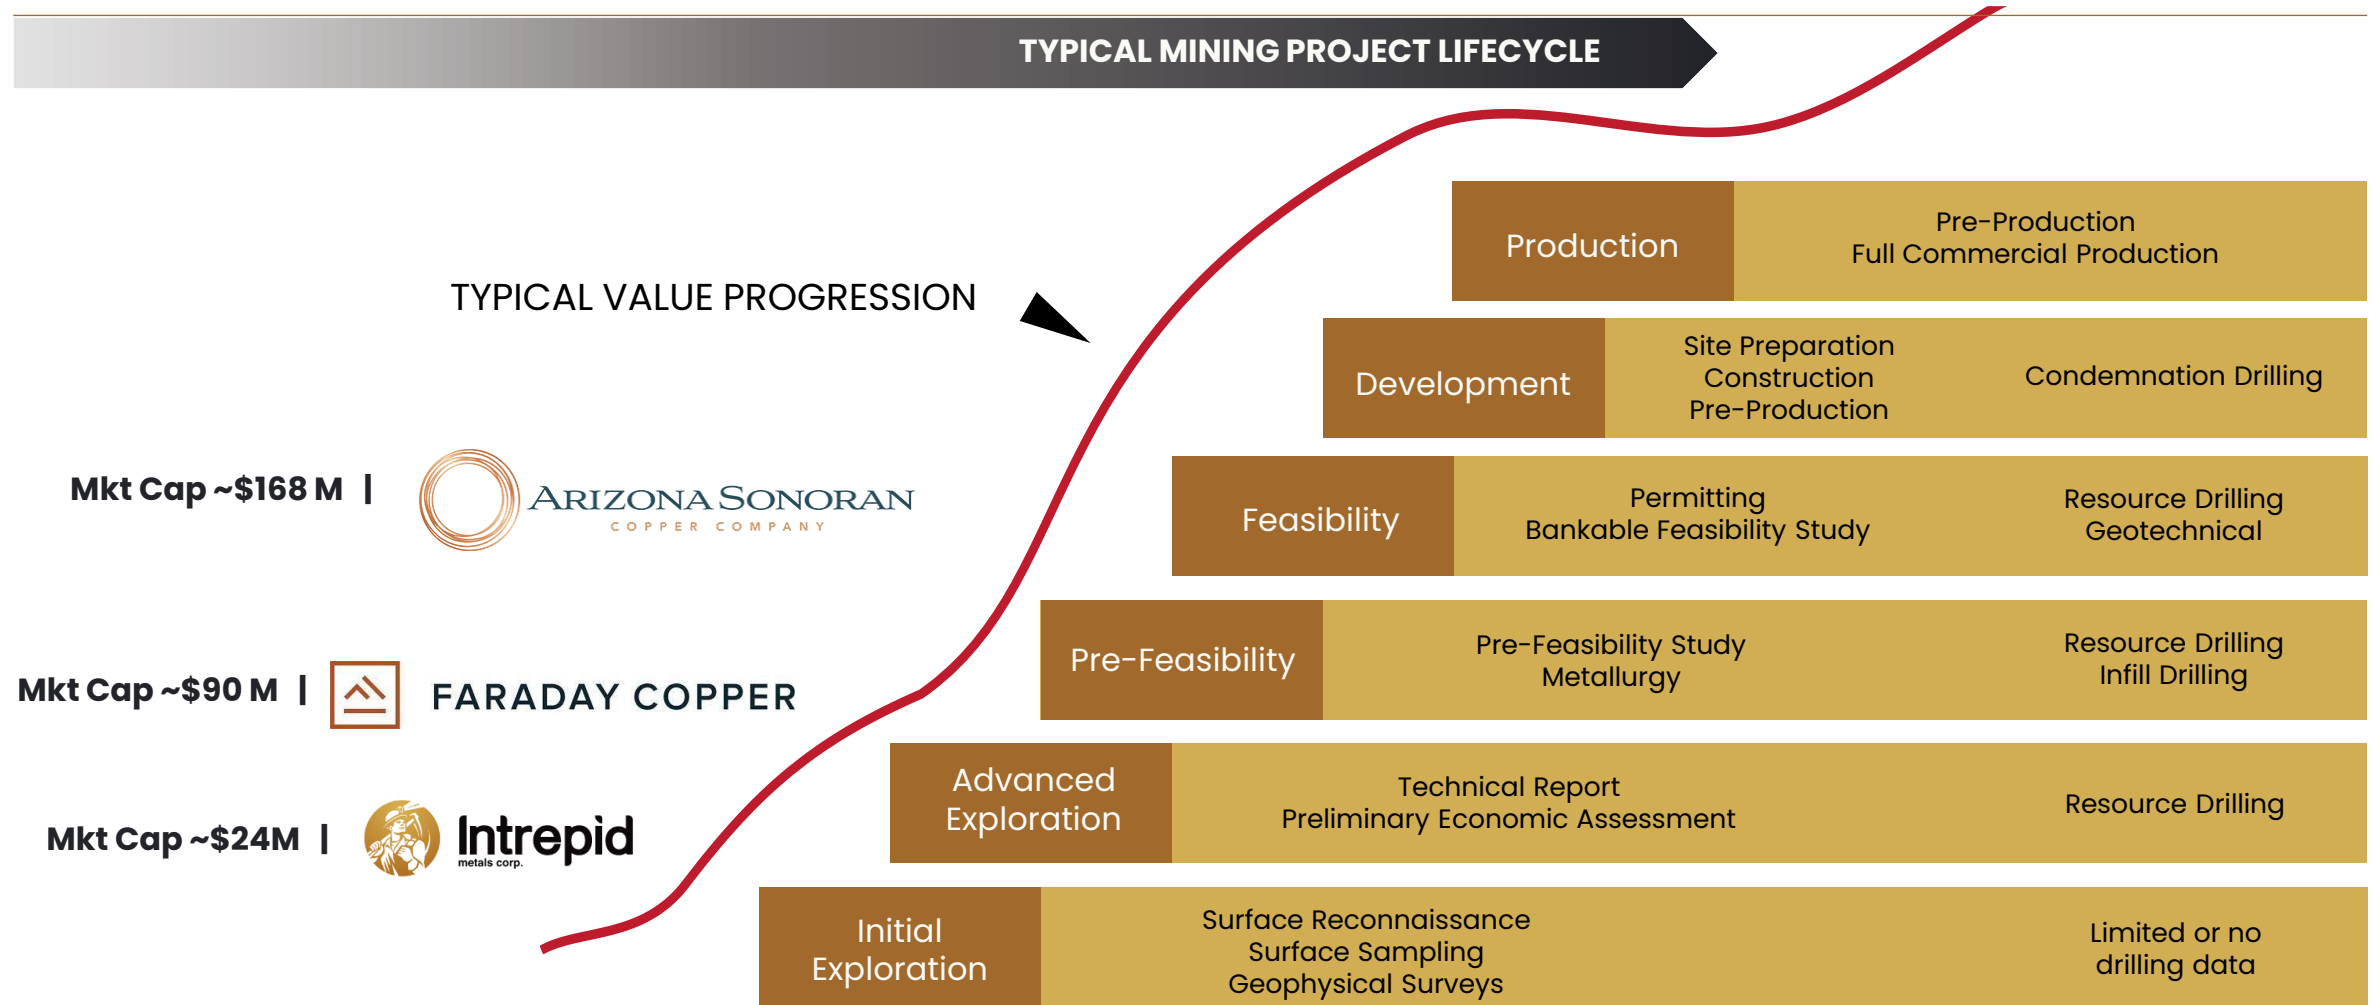 TYPICAL MINING PROJECT LIFECYCLE
TYPICAL VALUE PROGRESSION
Production
Pre-Production
Full Commercial Production
Development
Site Preparation
Construction
Pre-Production
Condemnation Drilling
Mkt Cap ~$168 M |
ARIZONA SONORAN
COPPER COMPANY
Feasibility
Permitting
Bankable Feasibility Study
Resource Drilling
Geotechnical
Mkt Cap ~$90 M |
FARADAY COPPER
Pre-Feasibility
Pre-Feasibility Study
Metallurgy
Resource Drilling
Infill Drilling
Mkt Cap ~$24M |
Intrepid
metals corp.
Advanced
Exploration
Technical Report
Preliminary Economic Assessment
Resource Drilling
Initial
Exploration
Surface Reconnaissance
Surface Sampling
Geophysical Surveys
Limited or no
drilling data